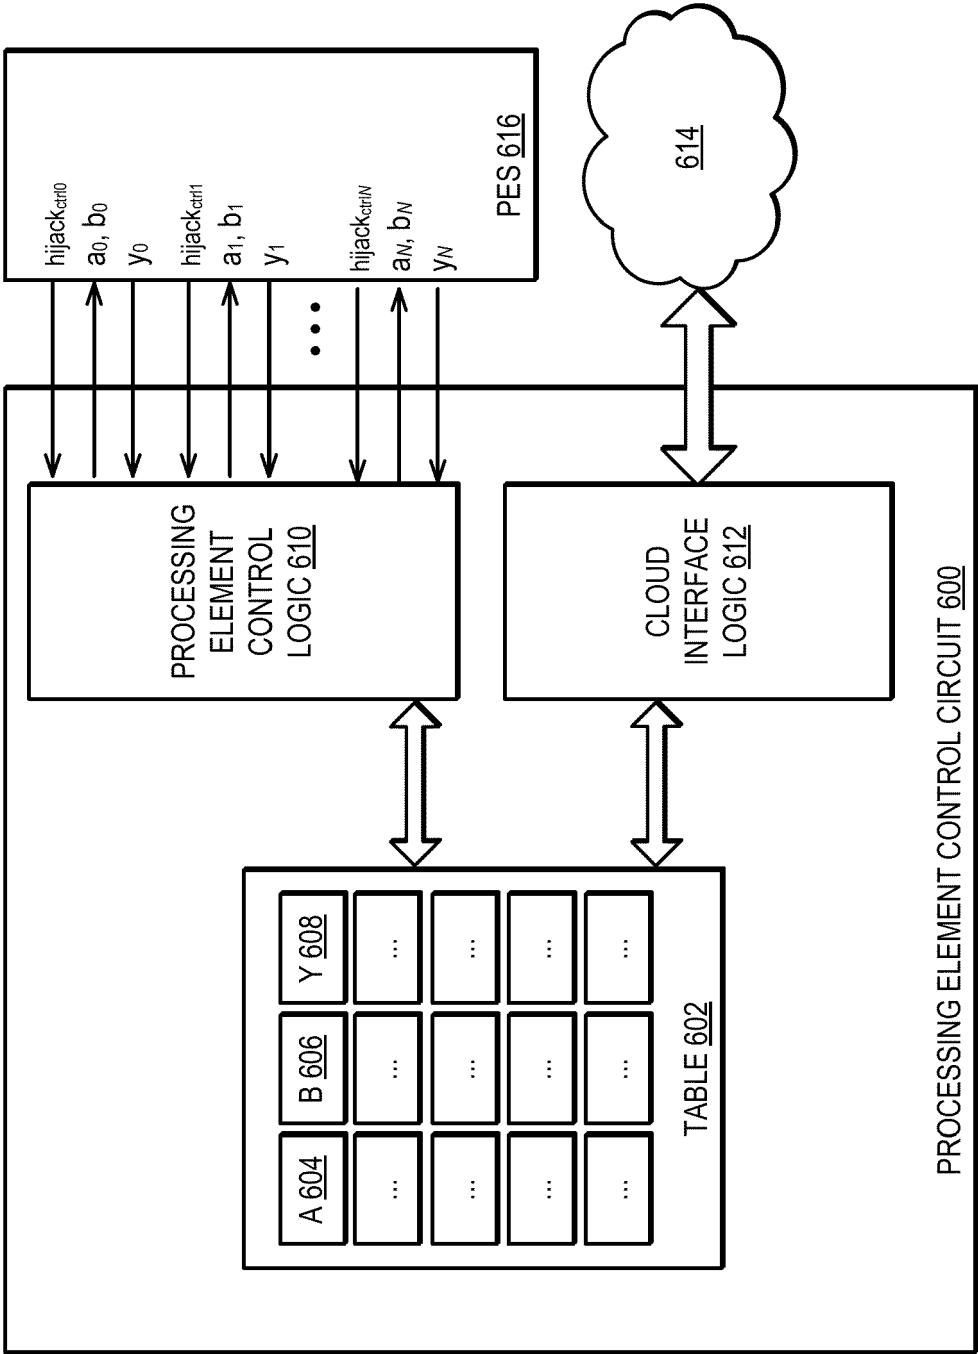 PROCESSING ELEMENT CONTROL CIRCUIT 600
TABLE 602
A 604
B 606
Y 608
... ... ...
... ... ...
... ... ...
... ... ...
PROCESSING
ELEMENT
CONTROL
LOGIC 610
CLOUD
INTERFACE
LOGIC 612
hijackctrl0
a0, b0
y0
hijackctrl1
a1, b1
y1
...
hijackctrlN
aN, bN
yN
PES 616
614